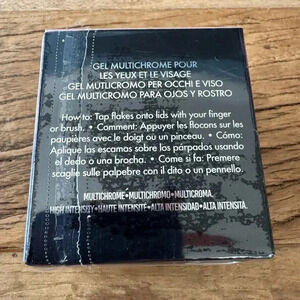 GEL MULTICHROME POUR
LES YEUX ET LE VISAGE
GEL MUTLICROMO PER OCCHI E VISO
GEL MULTICROMO PARA OJOS Y ROSTRO
How to: Tap flakes onto lids with your finger
or brush. • Comment: Appuyer les flocons sur les
paupières avec le doigt ou un pinceau. • Cómo:
Aplique las escamas sobre los párpados usando
el dedo o una brocha. • Come si fa: Premere
scaglie sulle palpebre con il dito o un pennello.
MULTICHROME•MULTICHROMO•MULTICROMA.
HIGH INTENSITY•HAUTE INTENSITÉ•ALTA INTENSIDAD•ALTA INTENSITÀ.